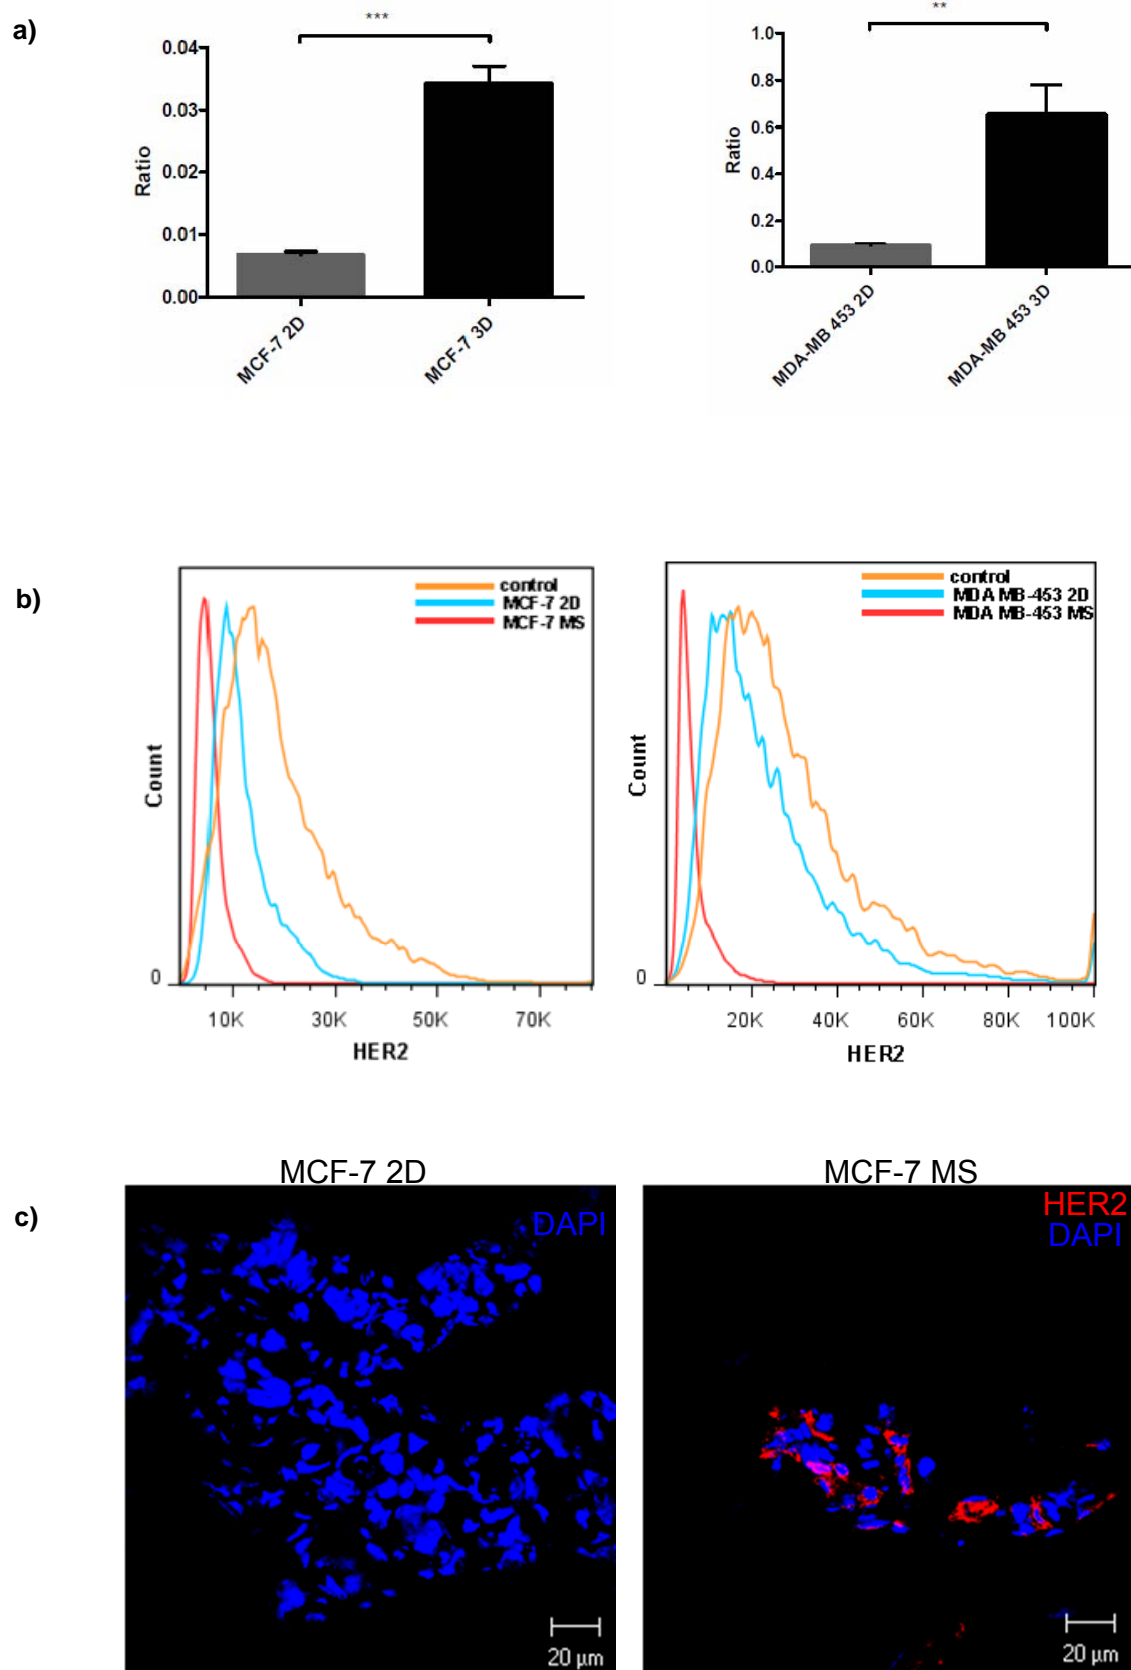 a)
***
0.04
0.03
0.02
0.01
0.00
Ratio
MCF-7 2D
MCF-7 3D
**
1.0
0.8
0.6
0.4
0.2
0.0
Ratio
MDA-MB 453 2D
MDA-MB 453 3D
b)
control
MCF-7 2D
MCF-7 MS
Count
0
10K 30K 50K 70K
HER2
control
MDA MB-453 2D
MDA MB-453 MS
Count
0
20K 40K 60K 80K 100K
HER2
c)
MCF-7 2D
DAPI
20 µm
MCF-7 MS
HER2
DAPI
20 µm